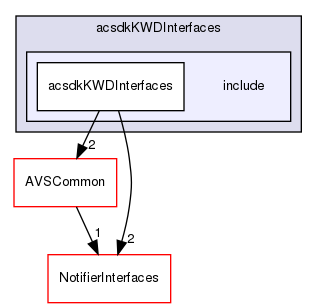 acsdkKWDInterfaces
acsdkKWDInterfaces
include
2
AVSCommon
1
2
NotifierInterfaces